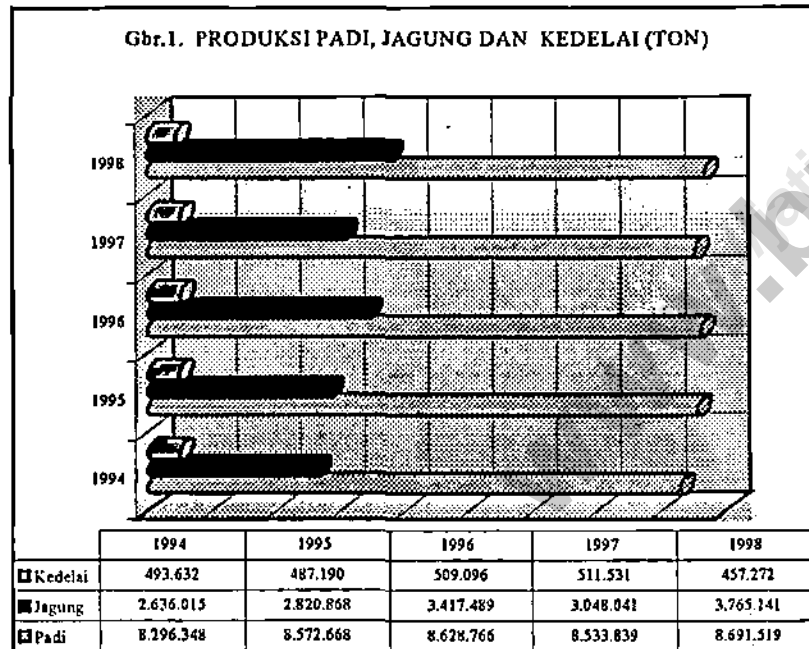 Gbr.1. PRODUKSI PADI, JAGUNG DAN KEDELAI (TON)
1998
1997
1996
1995
1994
1994 1995 1996 1997 1998
Kedelai 493.632 487.190 509.096 511.531 457.272
Jagung 2.636.015 2.820.868 3.417.489 3.048.041 3.765.141
Padi 8.296.348 8.572.668 8.628.766 8.533.839 8.691.519
www.